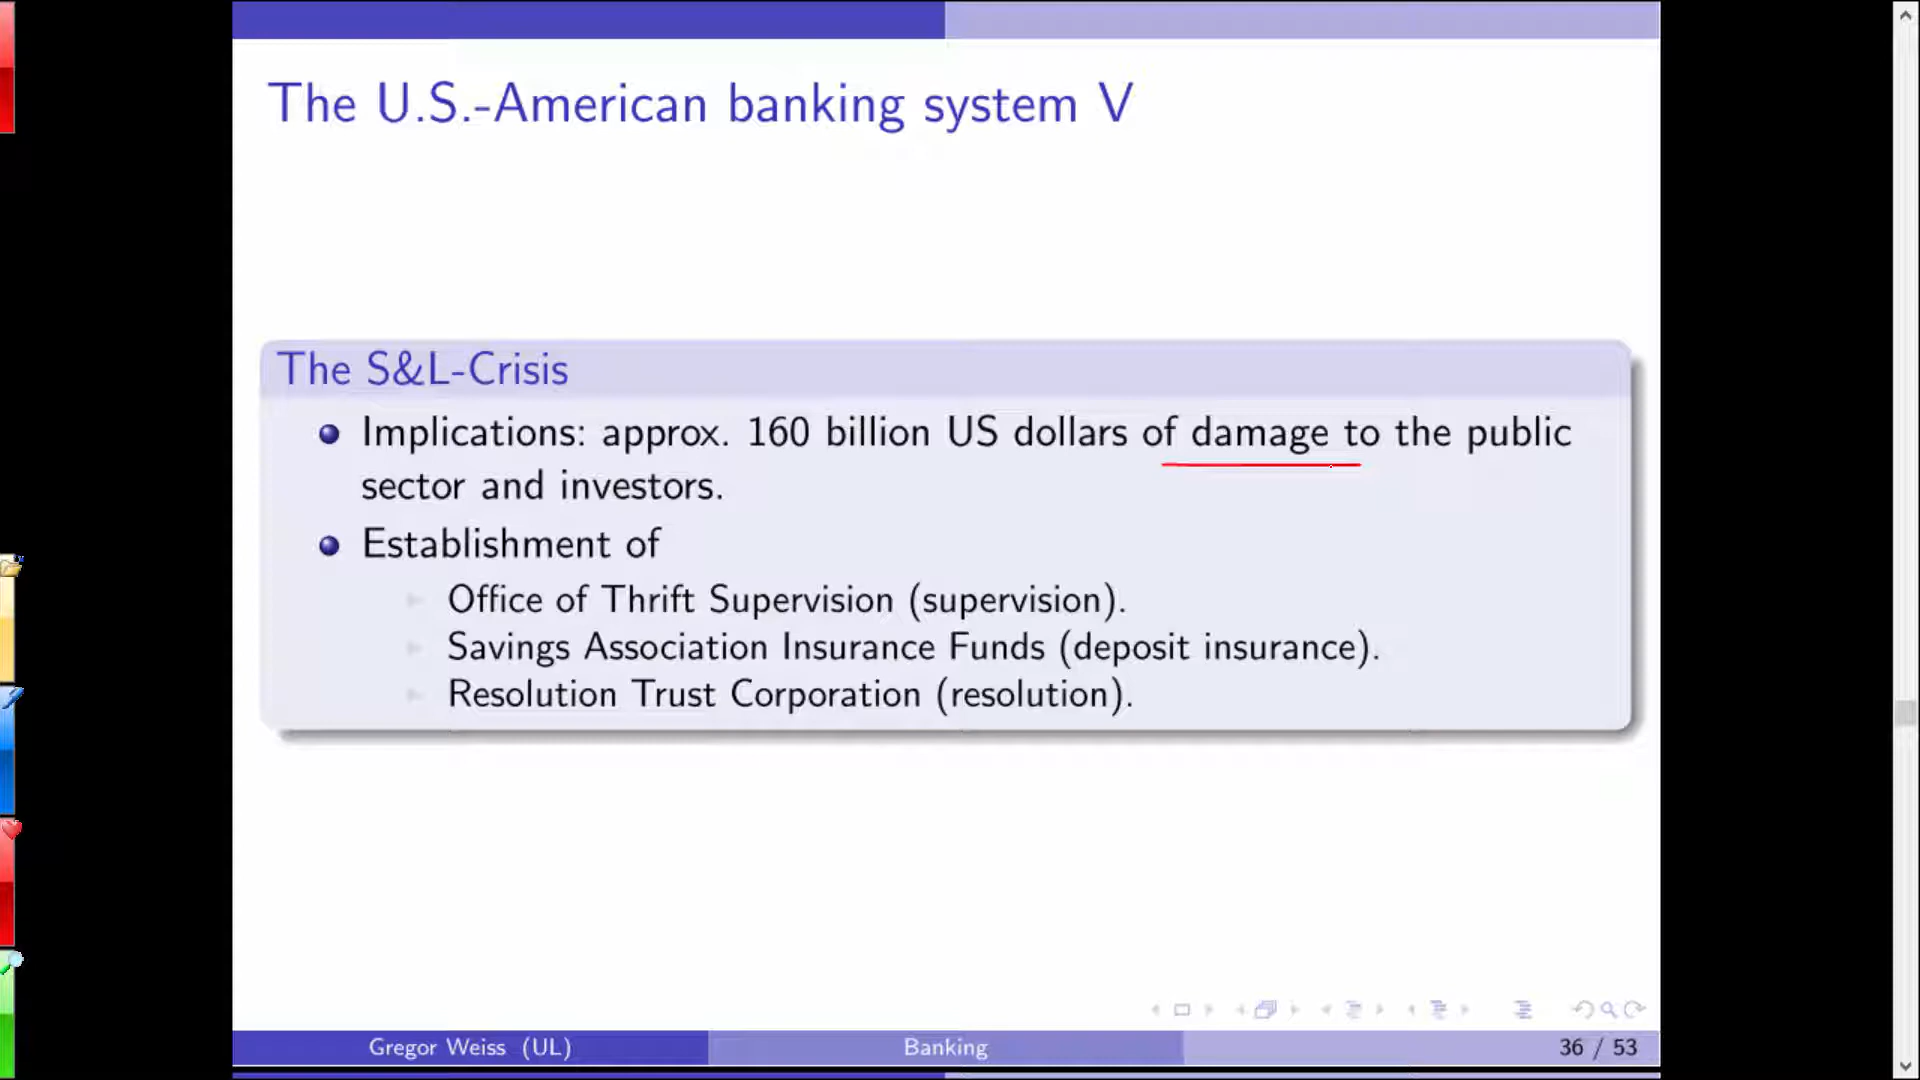 The U.S.-American banking system V
The S&L-Crisis
Implications: approx. 160 billion US dollars of damage to the public
sector and investors.
Establishment of
Office of Thrift Supervision (supervision).
Savings Association Insurance Funds (deposit insurance).
Resolution Trust Corporation (resolution).
Gregor Weiss (UL)
Banking
36 / 53